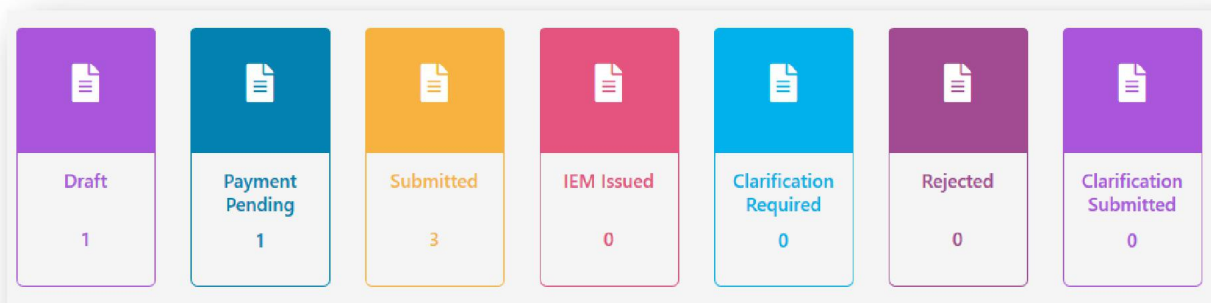 Draft
1
Payment
Pending
1
Submitted
3
IEM Issued
0
Clarification
Required
0
Rejected
0
Clarification
Submitted
0